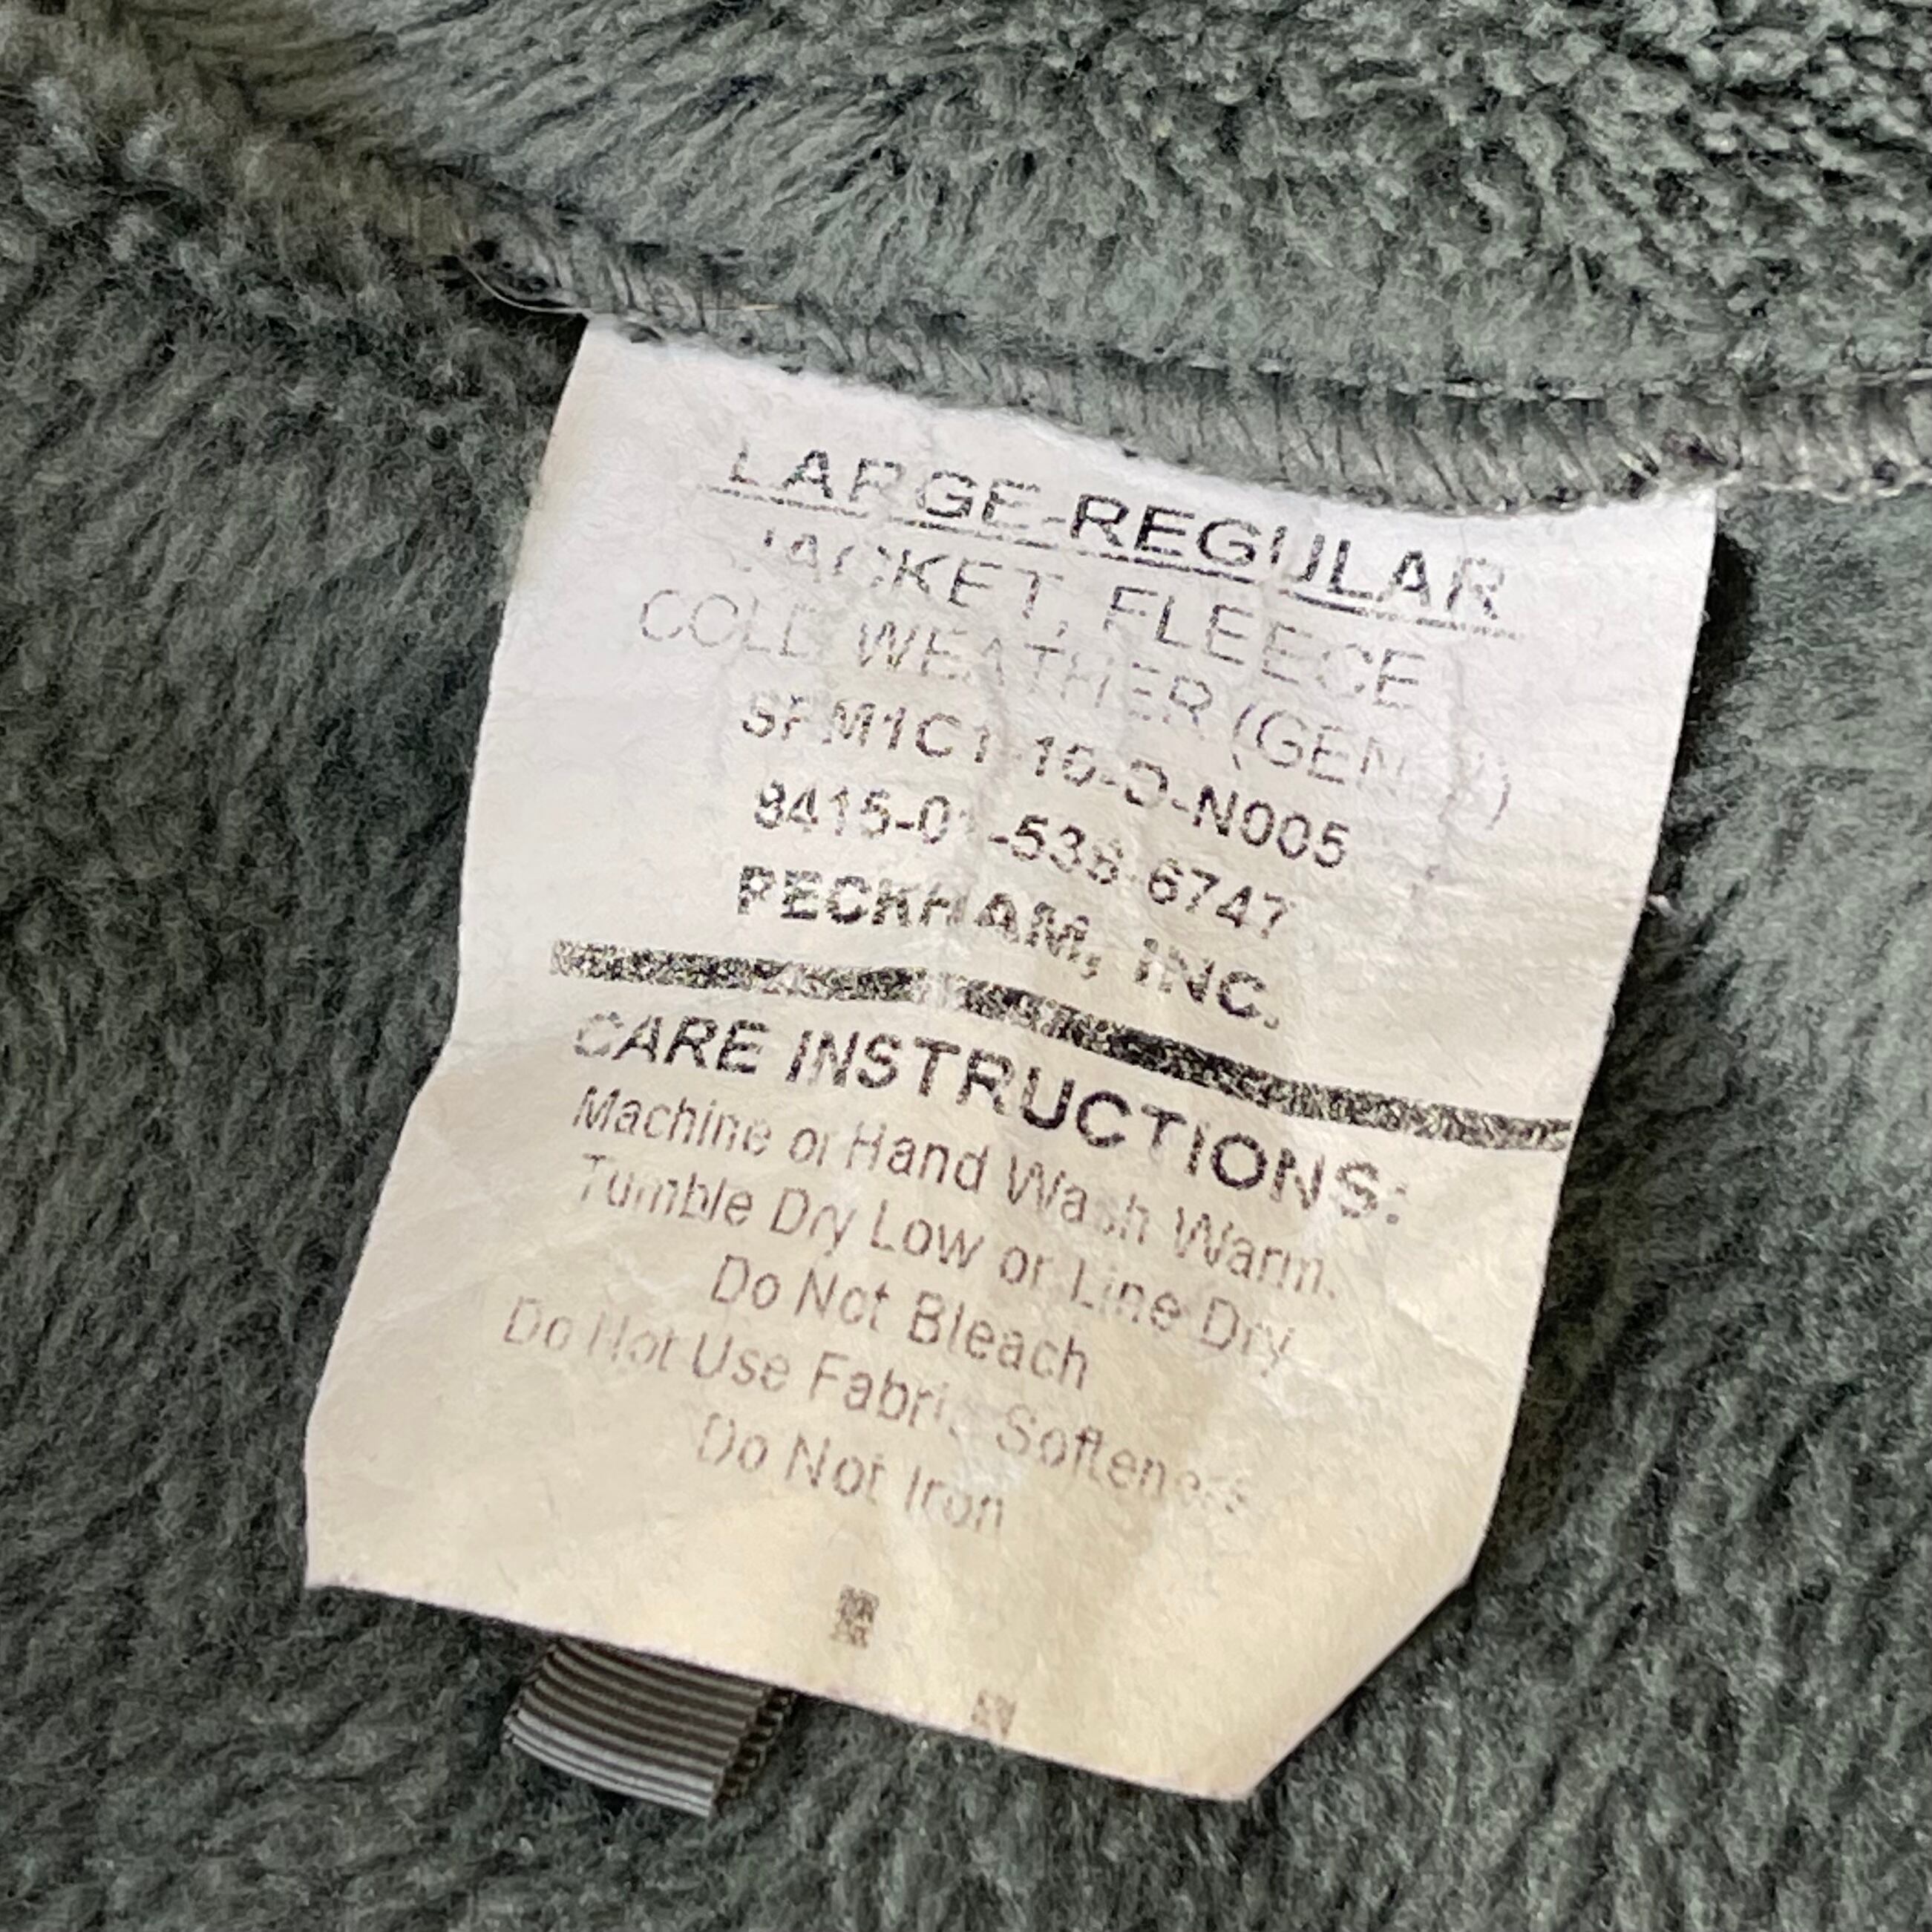 LARGE-REGULAR
JACKET, FLEECE
COLD WEATHER (GEN
SPM1C1-10-D-N005
8415-01-538-6747
PECKHAM, INC.
CARE INSTRUCTIONS:
Machine or Hand Wash Warm.
Tumble Dry Low or Line Dry
Do Not Bleach
Do Not Use Fabric Softeners
Do Not Iron